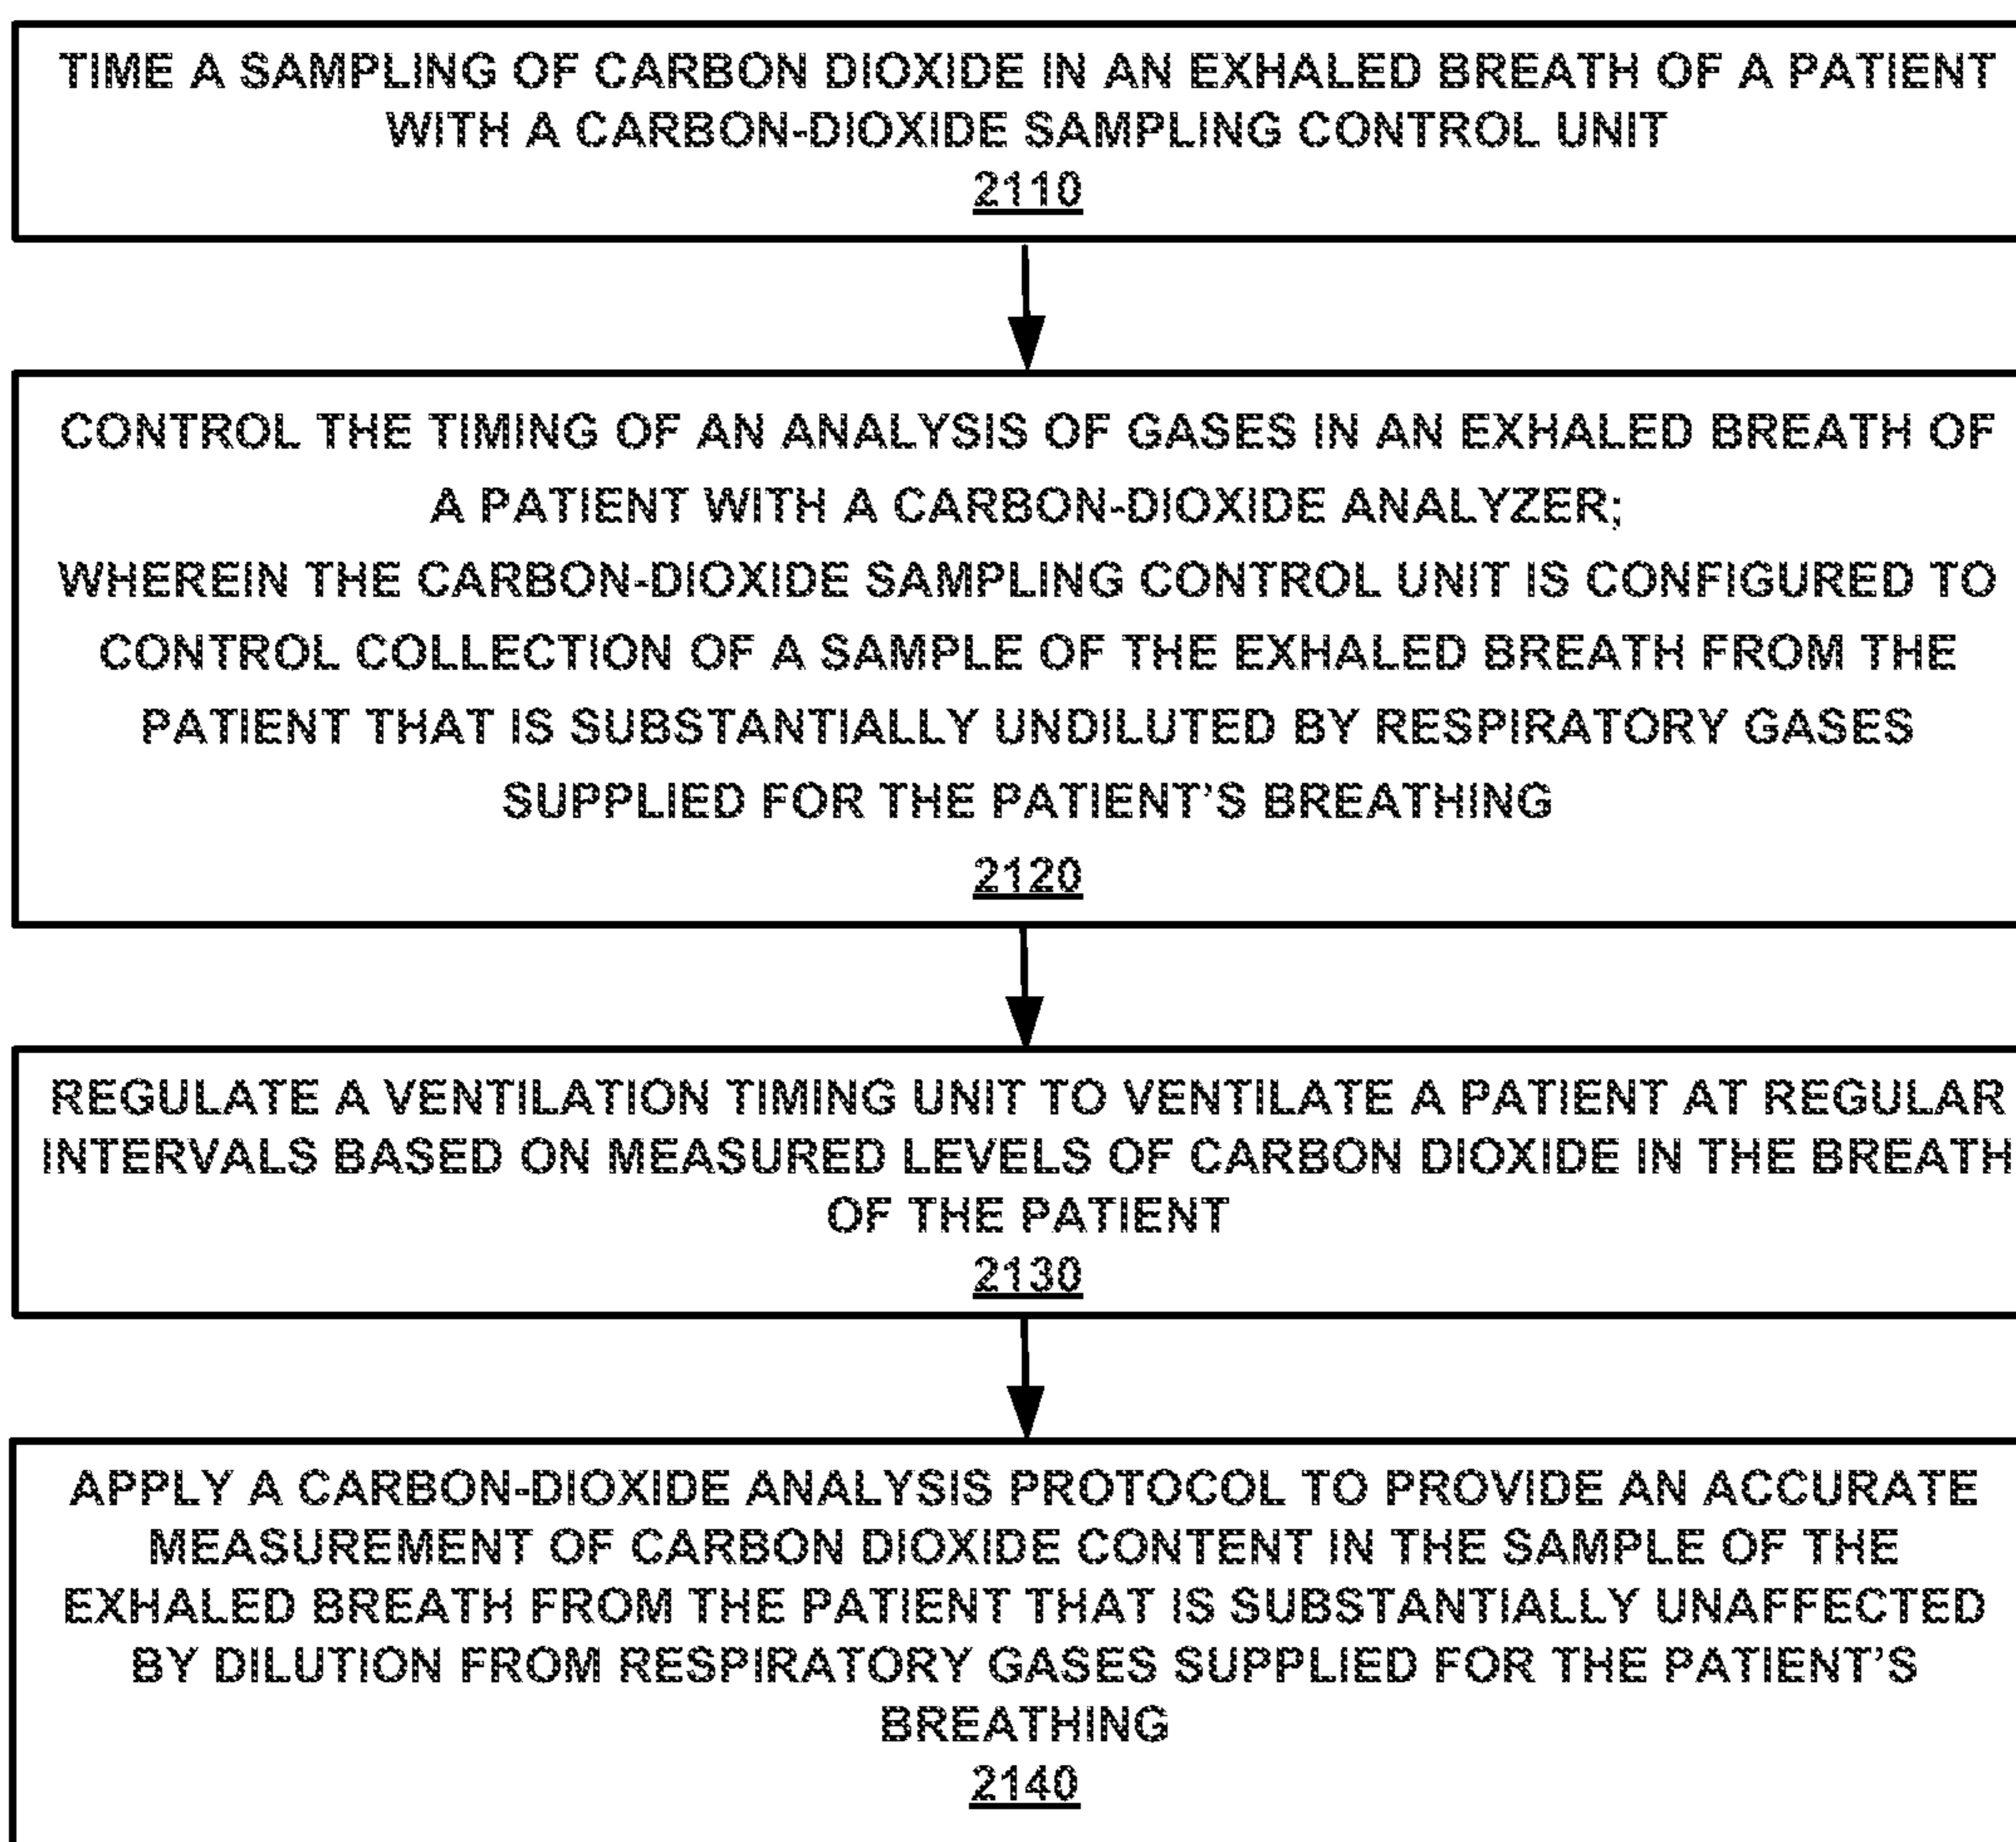 TIME A SAMPLING OF CARBON DIOXIDE IN AN EXHALED BREATH OF A PATIENT
WITH A CARBON-DIOXIDE SAMPLING CONTROL UNIT
2110
CONTROL THE TIMING OF AN ANALYSIS OF GASES IN AN EXHALED BREATH OF
A PATIENT WITH A CARBON-DIOXIDE ANALYZER;
WHEREIN THE CARBON-DIOXIDE SAMPLING CONTROL UNIT IS CONFIGURED TO
CONTROL COLLECTION OF A SAMPLE OF THE EXHALED BREATH FROM THE
PATIENT THAT IS SUBSTANTIALLY UNDILUTED BY RESPIRATORY GASES
SUPPLIED FOR THE PATIENT’S BREATHING
2120
REGULATE A VENTILATION TIMING UNIT TO VENTILATE A PATIENT AT REGULAR
INTERVALS BASED ON MEASURED LEVELS OF CARBON DIOXIDE IN THE BREATH
OF THE PATIENT
2130
APPLY A CARBON-DIOXIDE ANALYSIS PROTOCOL TO PROVIDE AN ACCURATE
MEASUREMENT OF CARBON DIOXIDE CONTENT IN THE SAMPLE OF THE
EXHALED BREATH FROM THE PATIENT THAT IS SUBSTANTIALLY UNAFFECTED
BY DILUTION FROM RESPIRATORY GASES SUPPLIED FOR THE PATIENT’S
BREATHING
2140